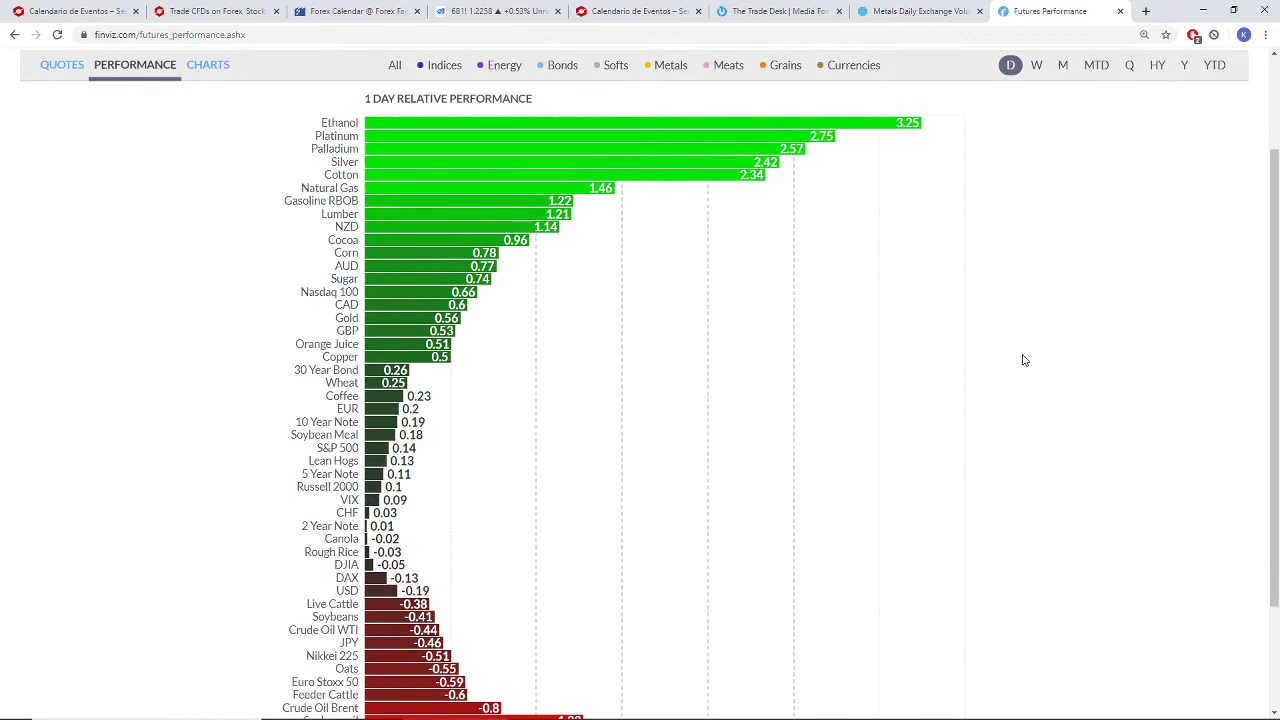 Calendario de Eventos – Se
Trade CFDs on Forex, Stock
Forex Calendar @ Forex Fa
6B1! 1.2258 ▲ +0.53% Un
Calendario de Eventos – Se
The Trade Desk | Media For
Metals Daily Exchange Volu
Futures Performance
finviz.com/futures_performance.ashx
2
K
QUOTES PERFORMANCE CHARTS All Indices Energy Bonds Softs Metals Meats Grains Currencies D W M MTD Q HY Y YTD
1 DAY RELATIVE PERFORMANCE
Ethanol 3.25
Platinum 2.75
Palladium 2.57
Silver 2.42
Cotton 2.34
Natural Gas 1.46
Gasoline RBOB 1.22
Lumber 1.21
NZD 1.14
Cocoa 0.96
Corn 0.78
AUD 0.77
Sugar 0.74
Nasdaq 100 0.66
CAD 0.6
Gold 0.56
GBP 0.53
Orange Juice 0.51
Copper 0.5
30 Year Bond 0.26
Wheat 0.25
Coffee 0.23
EUR 0.2
10 Year Note 0.19
Soybean Meal 0.18
S&P 500 0.14
Lean Hogs 0.13
5 Year Note 0.11
Russell 2000 0.1
VIX 0.09
CHF 0.03
2 Year Note 0.01
Canola -0.02
Rough Rice -0.03
DJIA -0.05
DAX -0.13
USD -0.19
Live Cattle -0.38
Soybeans -0.41
Crude Oil WTI -0.44
JPY -0.46
Nikkei 225 -0.51
Oats -0.55
Euro Stoxx 50 -0.59
Feeder Cattle -0.6
Crude Oil Brent -0.8